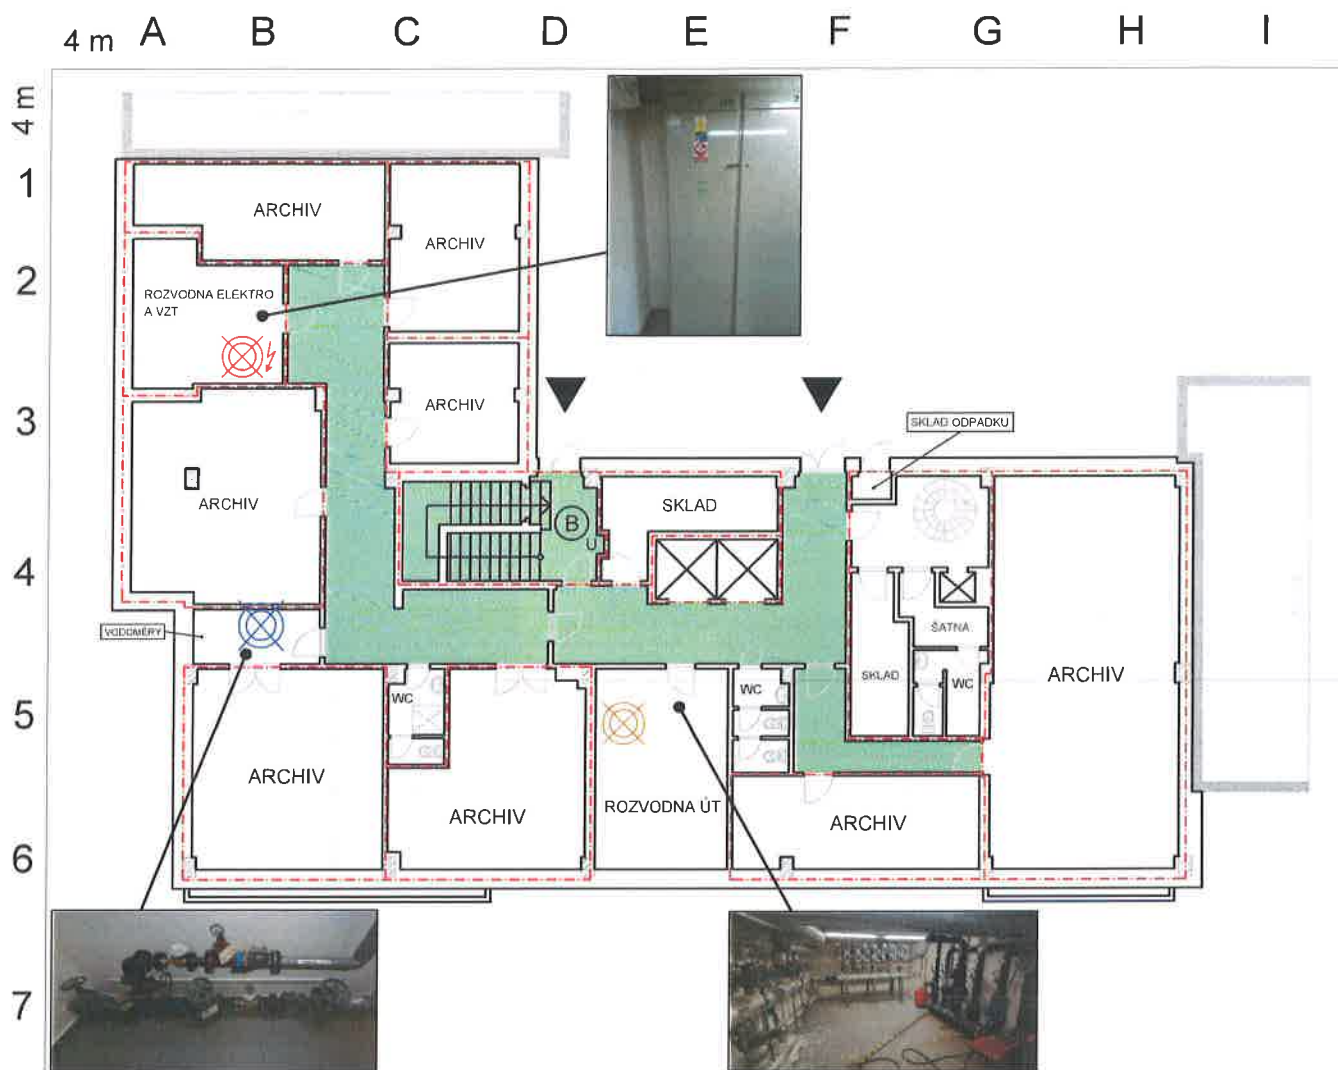 4 m A B C D E F G H I
4 m
1
2
3
4
5
6
7
ARCHIV
ARCHIV
ROZVODNA ELEKTRO
A VZT
ARCHIV
SKLAD ODPADKU
ARCHIV
SKLAD
B
U
VODOMĚRY
ŠATNA
WC
SKLAD
WC
WC
ARCHIV
ARCHIV
ARCHIV
ROZVODNA ÚT
ARCHIV